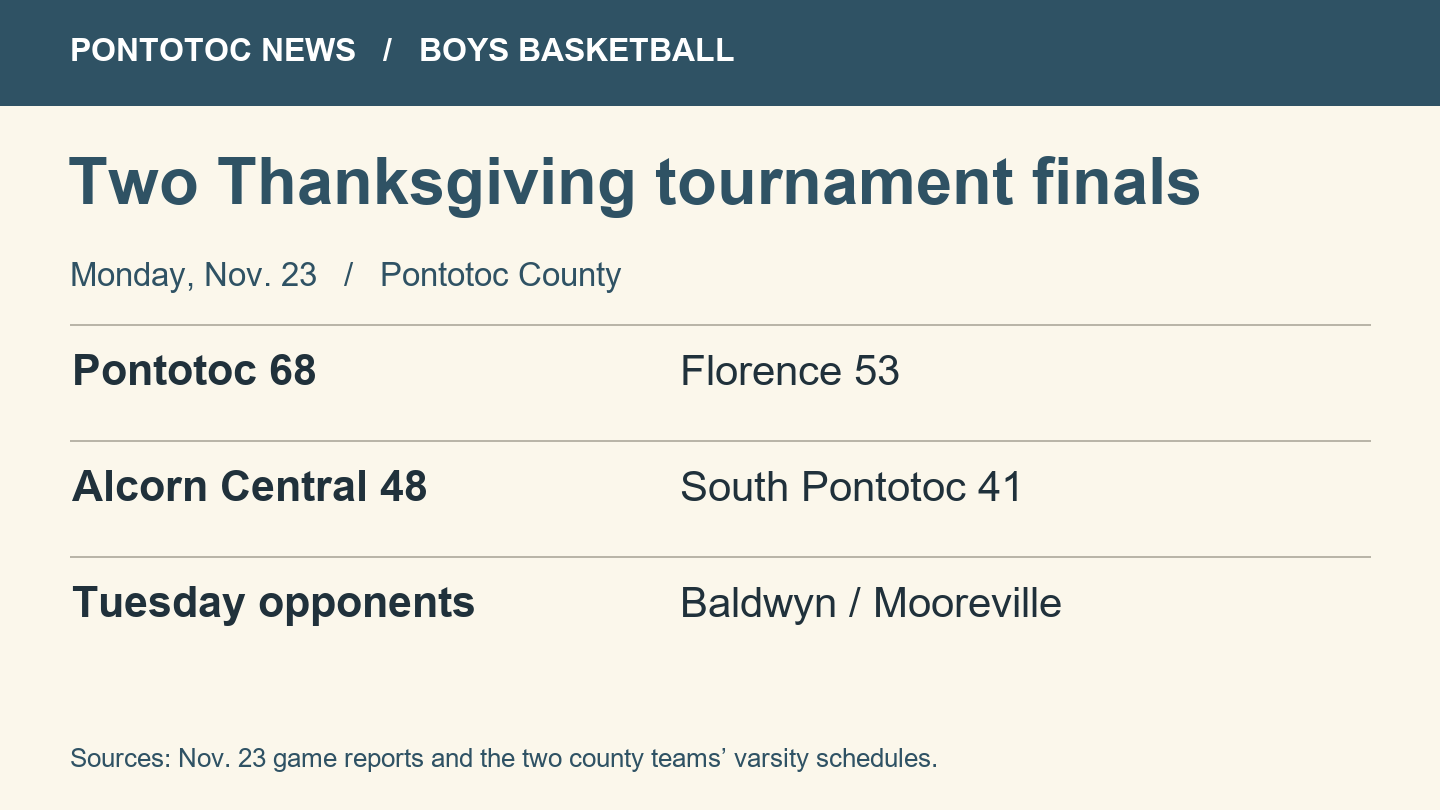 PONTOTOC NEWS / BOYS BASKETBALL
Two Thanksgiving tournament finals
Monday, Nov. 23 / Pontotoc County
Pontotoc 68 Florence 53
Alcorn Central 48 South Pontotoc 41
Tuesday opponents Baldwyn / Mooreville
Sources: Nov. 23 game reports and the two county teams’ varsity schedules.